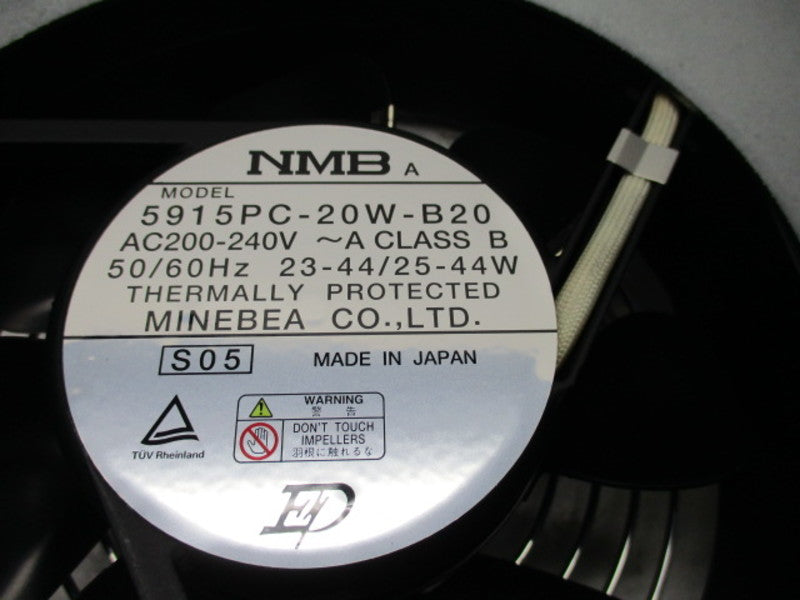 NMB A
MODEL
5915PC-20W-B20
AC200-240V ~A CLASS B
50/60Hz 23-44/25-44W
THERMALLY PROTECTED
MINEBEA CO.,LTD.
S05 MADE IN JAPAN
TÜV Rheinland
WARNING
警 告
DON'T TOUCH
IMPELLERS
羽根に触れるな